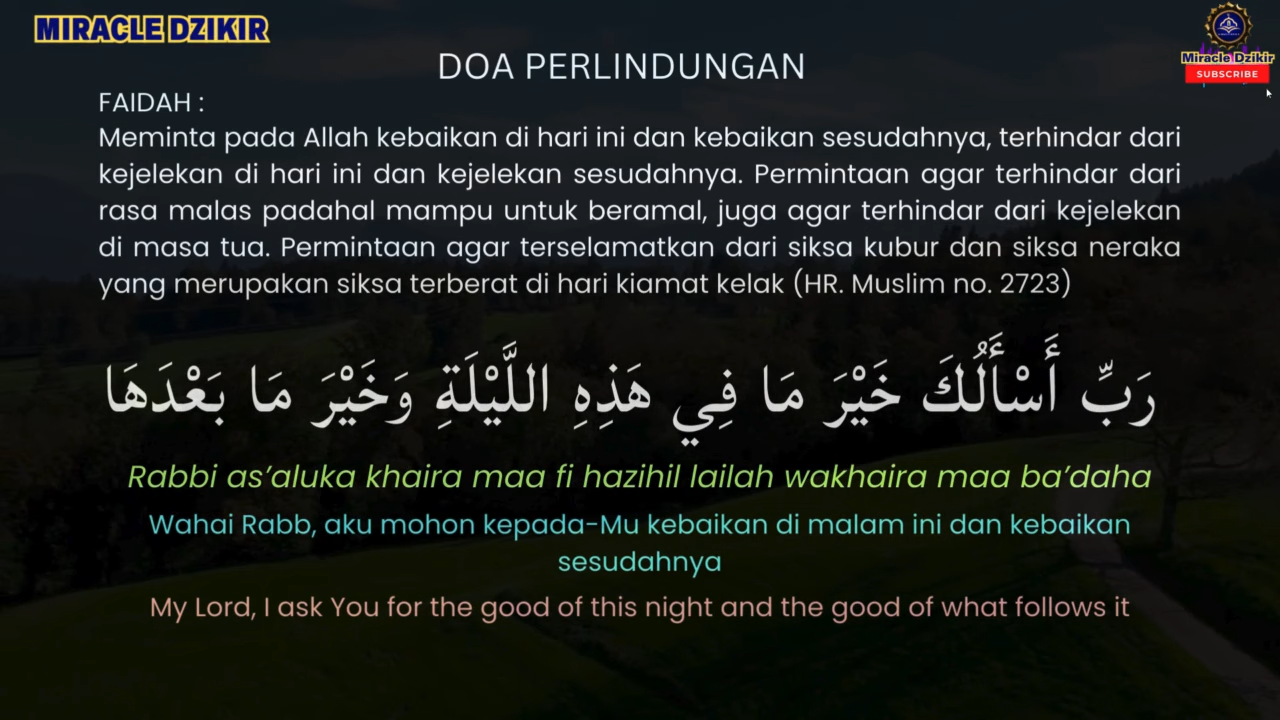 MIRACLE DZIKIR
Miracle Dzikir
SUBSCRIBE
DOA PERLINDUNGAN
FAIDAH :
Meminta pada Allah kebaikan di hari ini dan kebaikan sesudahnya, terhindar dari
kejelekan di hari ini dan kejelekan sesudahnya. Permintaan agar terhindar dari
rasa malas padahal mampu untuk beramal, juga agar terhindar dari kejelekan
di masa tua. Permintaan agar terselamatkan dari siksa kubur dan siksa neraka
yang merupakan siksa terberat di hari kiamat kelak (HR. Muslim no. 2723)
رَبِّ أَسْأَلُكَ خَيْرَ مَا فِي هَذِهِ اللَّيْلَةِ وَخَيْرَ مَا بَعْدَهَا
Rabbi as’aluka khaira maa fi hazihil lailah wakhaira maa ba’daha
Wahai Rabb, aku mohon kepada-Mu kebaikan di malam ini dan kebaikan
sesudahnya
My Lord, I ask You for the good of this night and the good of what follows it